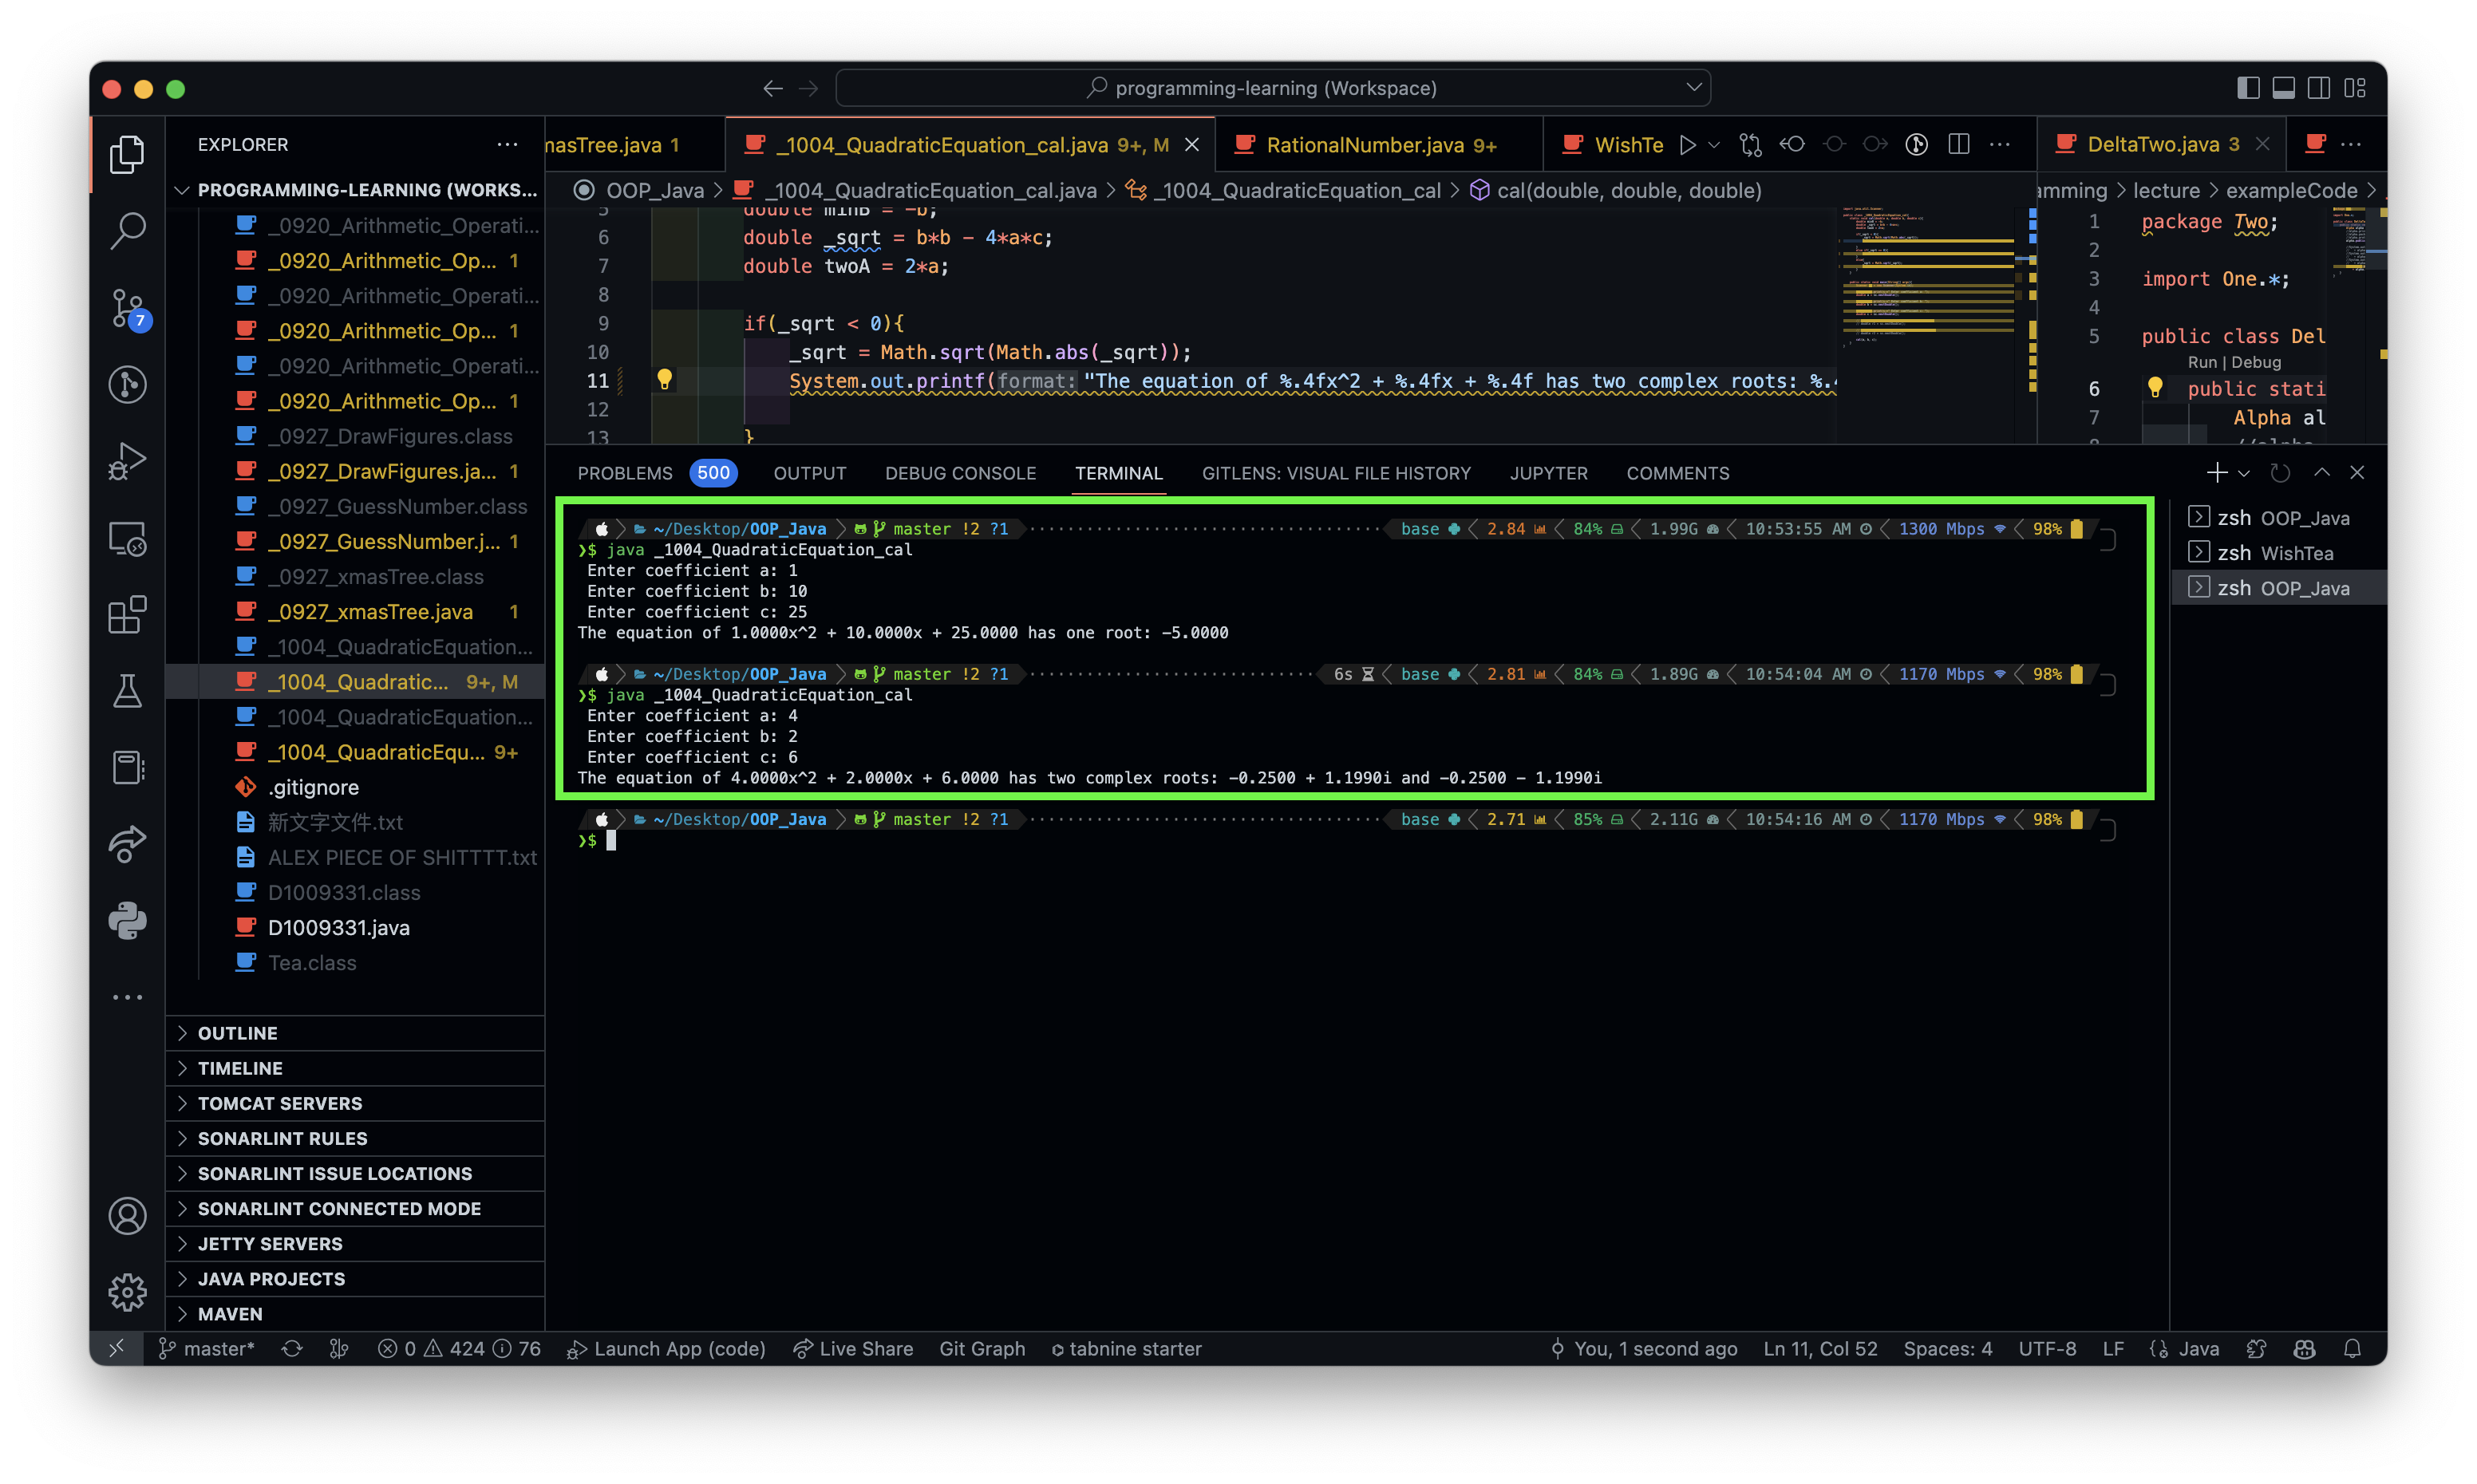 programming-learning (Workspace)
EXPLORER
PROGRAMMING-LEARNING (WORKS...
_0920_Arithmetic_Operati...
_0920_Arithmetic_Op... 1
_0920_Arithmetic_Operati...
_0920_Arithmetic_Op... 1
_0920_Arithmetic_Operati...
_0920_Arithmetic_Op... 1
_0927_DrawFigures.class
_0927_DrawFigures.ja... 1
_0927_GuessNumber.class
_0927_GuessNumber.j... 1
_0927_xmasTree.class
_0927_xmasTree.java 1
_1004_QuadraticEquation...
_1004_Quadratic... 9+, M
_1004_QuadraticEquation...
_1004_QuadraticEqu... 9+
.gitignore
新文字文件.txt
ALEX PIECE OF SHITTTT.txt
D1009331.class
D1009331.java
Tea.class
OUTLINE
TIMELINE
TOMCAT SERVERS
SONARLINT RULES
SONARLINT ISSUE LOCATIONS
SONARLINT CONNECTED MODE
JETTY SERVERS
JAVA PROJECTS
MAVEN
7
masTree.java 1
_1004_QuadraticEquation_cal.java 9+, M
RationalNumber.java 9+
WishTe
OOP_Java > _1004_QuadraticEquation_cal.java > _1004_QuadraticEquation_cal > cal(double, double, double)
5 double minB = -b;
6 double _sqrt = b*b - 4*a*c;
7 double twoA = 2*a;
8
9 if(_sqrt < 0){
10 _sqrt = Math.sqrt(Math.abs(_sqrt));
11 System.out.printf(format: "The equation of %.4fx^2 + %.4fx + %.4f has two complex roots: %.4
12
13 }
DeltaTwo.java 3
amming > lecture > exampleCode >
1 package Two;
2
3 import One.*;
4
5 public class Del
Run | Debug
6 public stati
7 Alpha al
8 //alpha
PROBLEMS 500 OUTPUT DEBUG CONSOLE TERMINAL GITLENS: VISUAL FILE HISTORY JUPYTER COMMENTS
~/Desktop/OOP_Java master !2 ?1 base 2.84 84% 1.99G 10:53:55 AM 1300 Mbps 98%
❯$ java _1004_QuadraticEquation_cal
Enter coefficient a: 1
Enter coefficient b: 10
Enter coefficient c: 25
The equation of 1.0000x^2 + 10.0000x + 25.0000 has one root: -5.0000
~/Desktop/OOP_Java master !2 ?1 6s base 2.81 84% 1.89G 10:54:04 AM 1170 Mbps 98%
❯$ java _1004_QuadraticEquation_cal
Enter coefficient a: 4
Enter coefficient b: 2
Enter coefficient c: 6
The equation of 4.0000x^2 + 2.0000x + 6.0000 has two complex roots: -0.2500 + 1.1990i and -0.2500 - 1.1990i
~/Desktop/OOP_Java master !2 ?1 base 2.71 85% 2.11G 10:54:16 AM 1170 Mbps 98%
❯$
zsh OOP_Java
zsh WishTea
zsh OOP_Java
master* 0 424 76 Launch App (code) Live Share Git Graph tabnine starter You, 1 second ago Ln 11, Col 52 Spaces: 4 UTF-8 LF Java